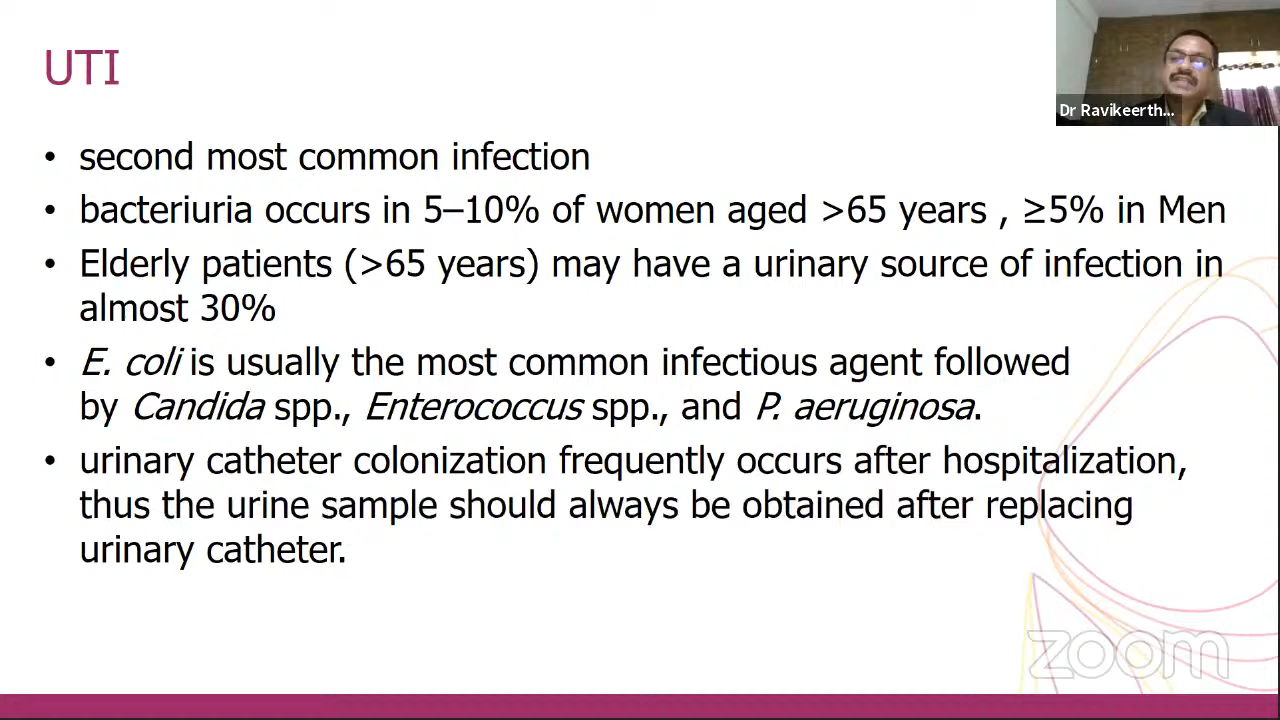 UTI
Dr Ravikeerth...
• second most common infection
• bacteriuria occurs in 5–10% of women aged >65 years , ≥5% in Men
• Elderly patients (>65 years) may have a urinary source of infection in
almost 30%
• E. coli is usually the most common infectious agent followed
by Candida spp., Enterococcus spp., and P. aeruginosa.
• urinary catheter colonization frequently occurs after hospitalization,
thus the urine sample should always be obtained after replacing
urinary catheter.
zoom